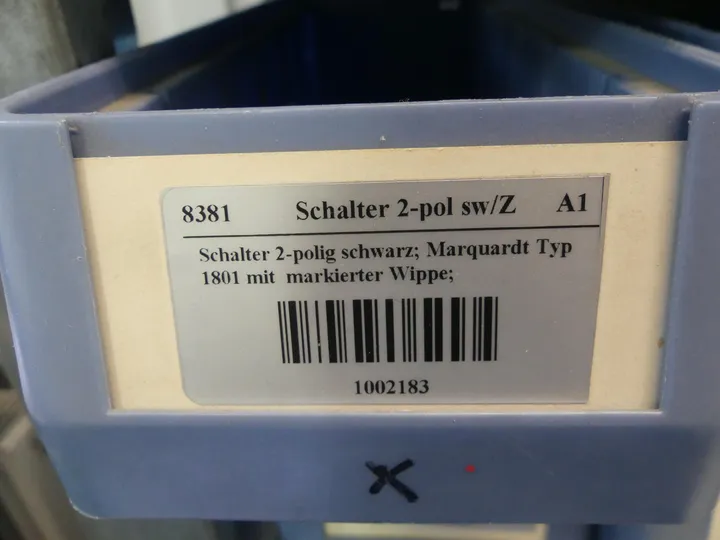 8381 Schalter 2-pol sw/Z A1
Schalter 2-polig schwarz; Marquardt Typ
1801 mit markierter Wippe;
1002183
X